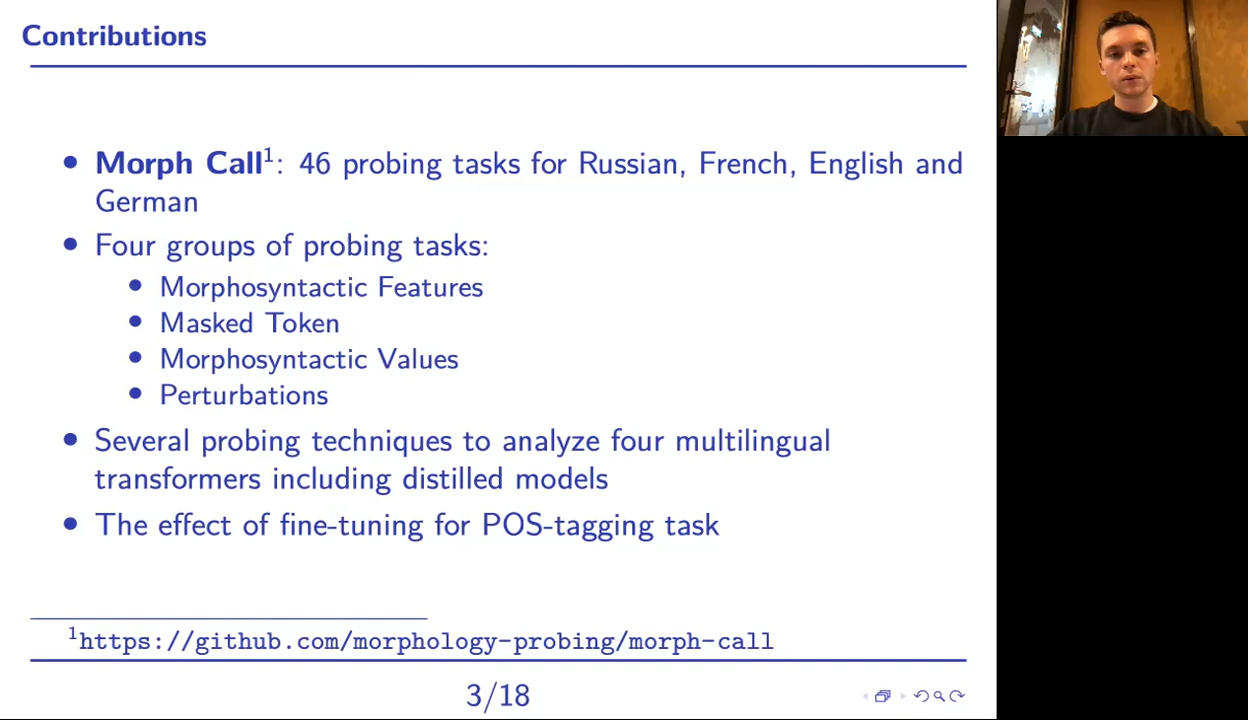 Contributions
• Morph Call¹: 46 probing tasks for Russian, French, English and
German
• Four groups of probing tasks:
• Morphosyntactic Features
• Masked Token
• Morphosyntactic Values
• Perturbations
• Several probing techniques to analyze four multilingual
transformers including distilled models
• The effect of fine-tuning for POS-tagging task
¹https://github.com/morphology-probing/morph-call
3/18